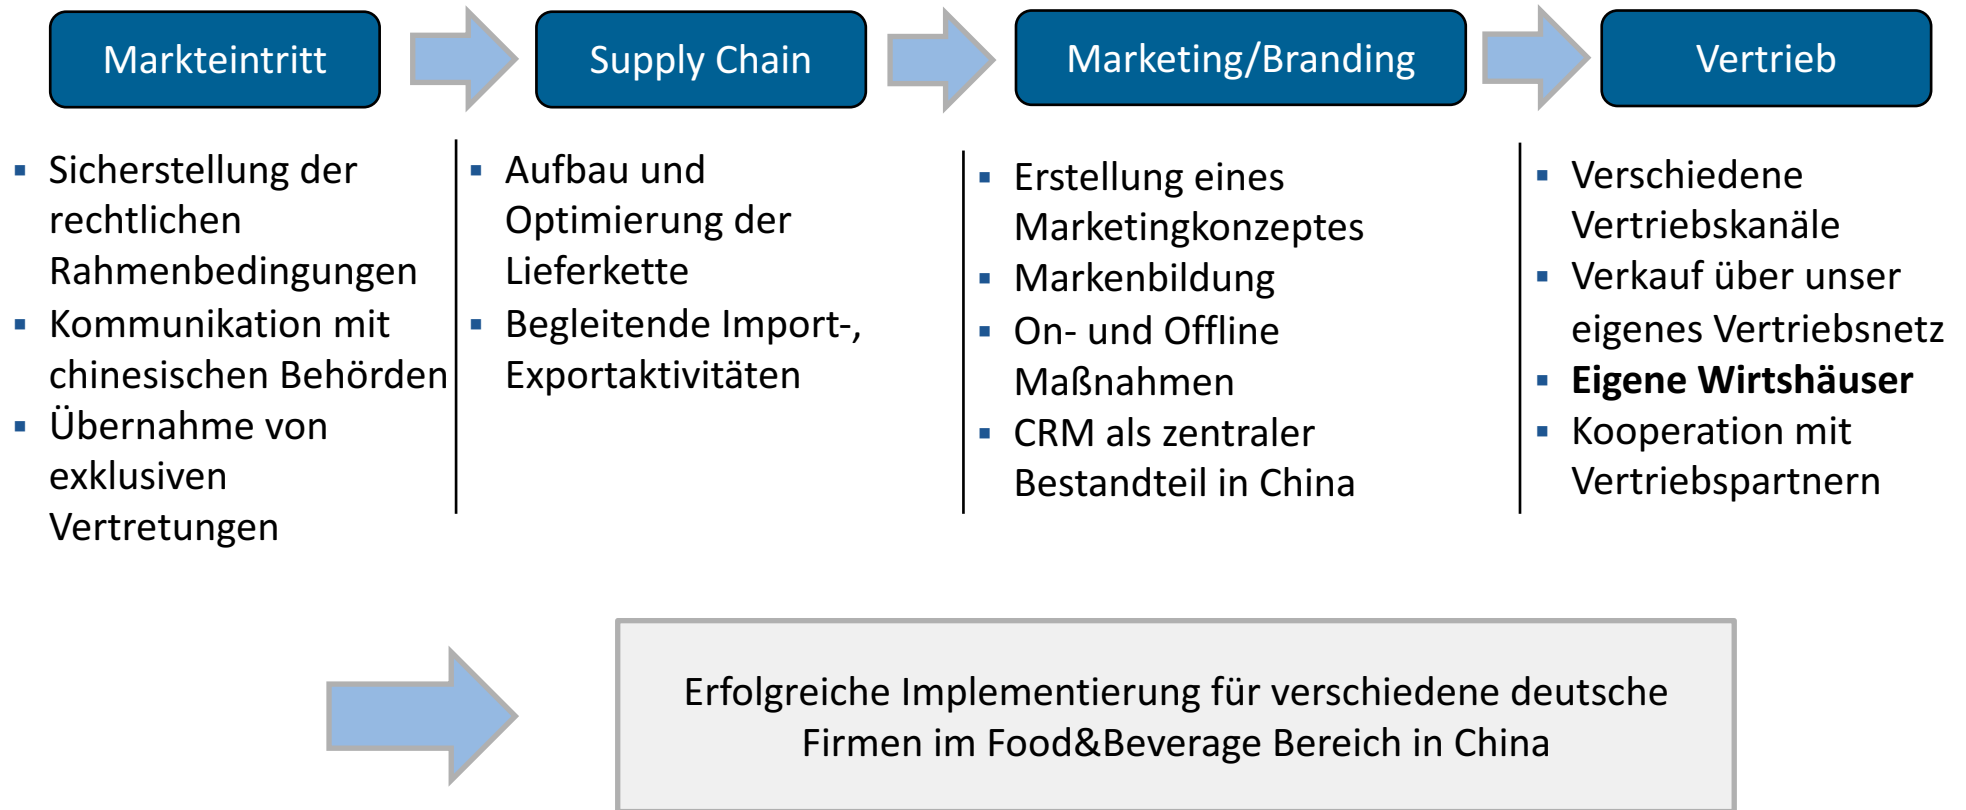 Markteintritt
Supply Chain
Marketing/Branding
Vertrieb
▪ Sicherstellung der
rechtlichen
Rahmenbedingungen
▪ Kommunikation mit
chinesischen Behörden
▪ Übernahme von
exklusiven
Vertretungen
▪ Aufbau und
Optimierung der
Lieferkette
▪ Begleitende Import-,
Exportaktivitäten
▪ Erstellung eines
Marketingkonzeptes
▪ Markenbildung
▪ On- und Offline
Maßnahmen
▪ CRM als zentraler
Bestandteil in China
▪ Verschiedene
Vertriebskanäle
▪ Verkauf über unser
eigenes Vertriebsnetz
▪ Eigene Wirtshäuser
▪ Kooperation mit
Vertriebspartnern
Erfolgreiche Implementierung für verschiedene deutsche
Firmen im Food&Beverage Bereich in China